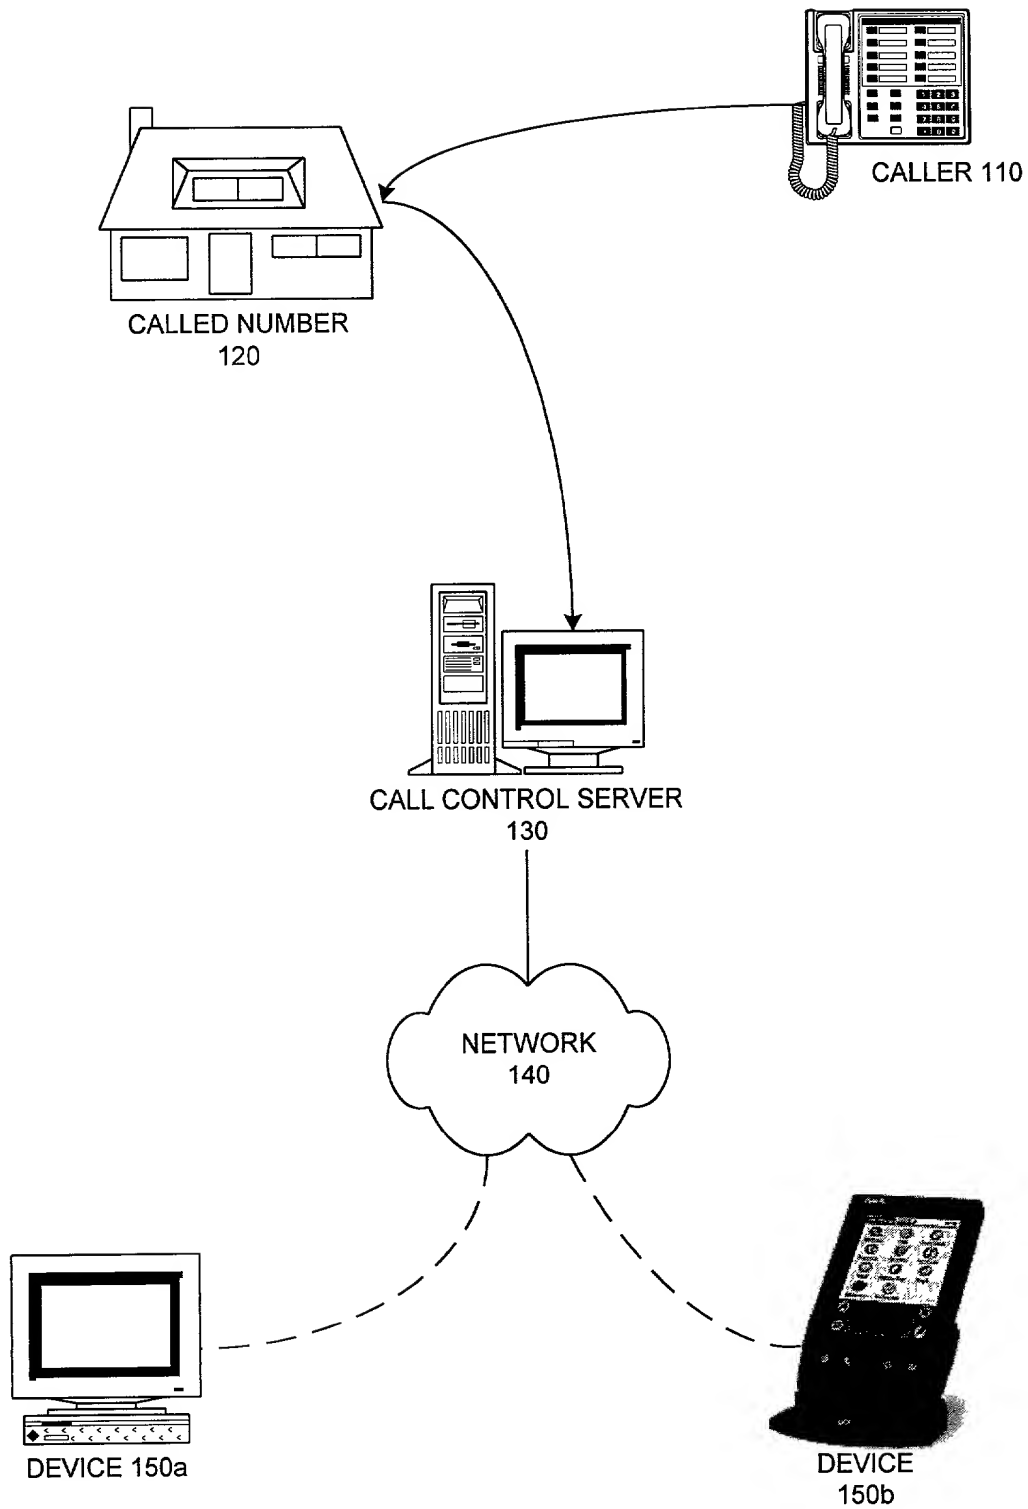 CALLER 110
CALLED NUMBER
120
CALL CONTROL SERVER
130
NETWORK
140
DEVICE 150a
DEVICE
150b